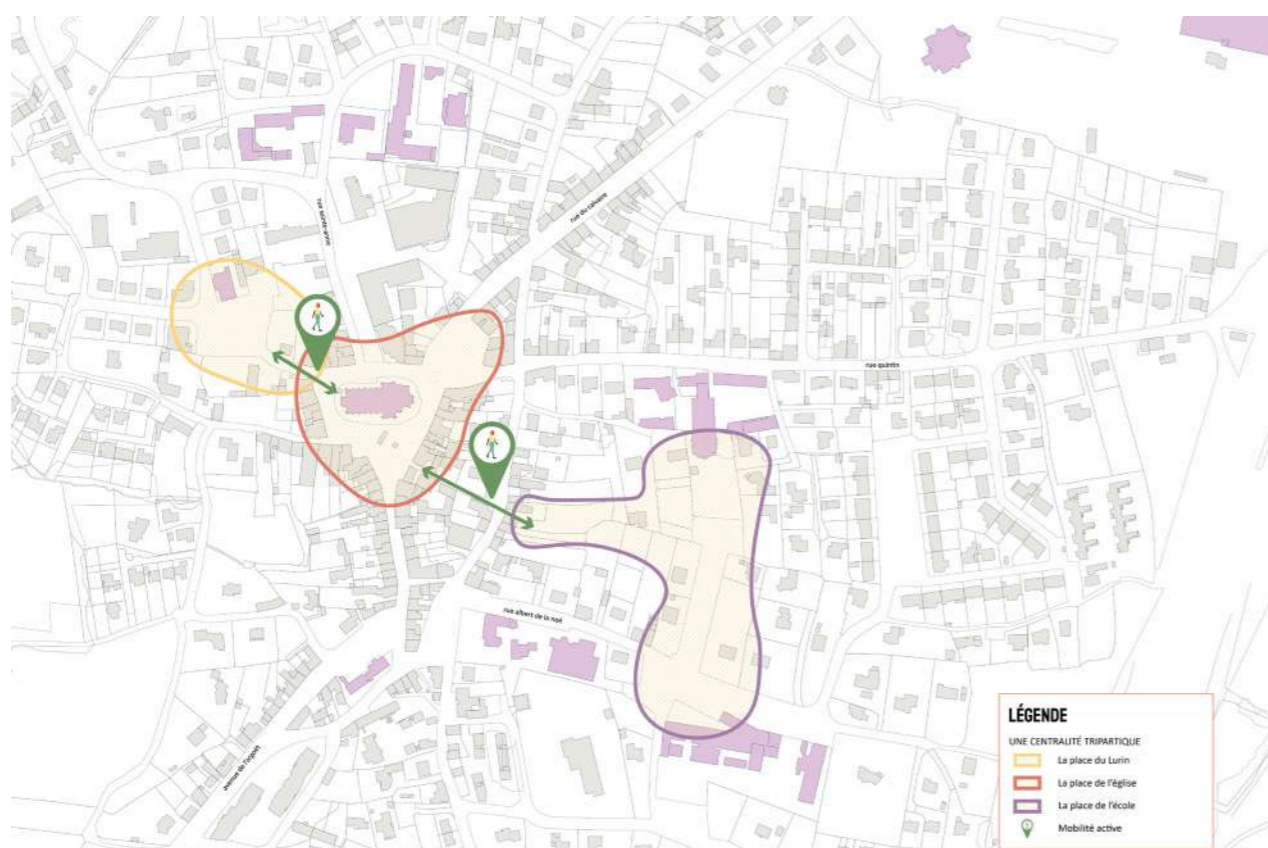 rue sainte-anne
rue du calvaire
rue quintin
rue albert de la noé
avenue de l'argoët
LÉGENDE
UNE CENTRALITÉ TRIPARTIQUE
La place du Lurin
La place de l'église
La place de l'école
Mobilité active